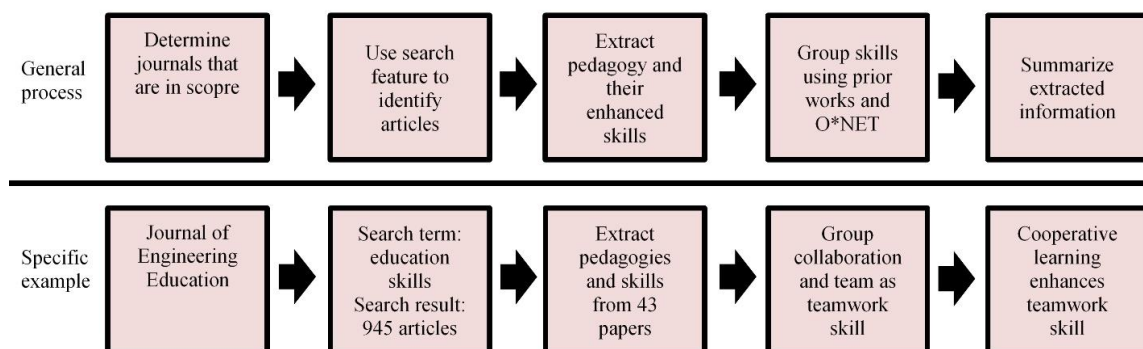 General
process
Determine
journals that
are in scopre
Use search
feature to
identify
articles
Extract
pedagogy and
their
enhanced
skills
Group skills
using prior
works and
O*NET
Summarize
extracted
information
Specific
example
Journal of
Engineering
Education
Search term:
education
skills
Search result:
945 articles
Extract
pedagogies
and skills
from 43
papers
Group
collaboration
and team as
teamwork
skill
Cooperative
learning
enhances
teamwork
skill